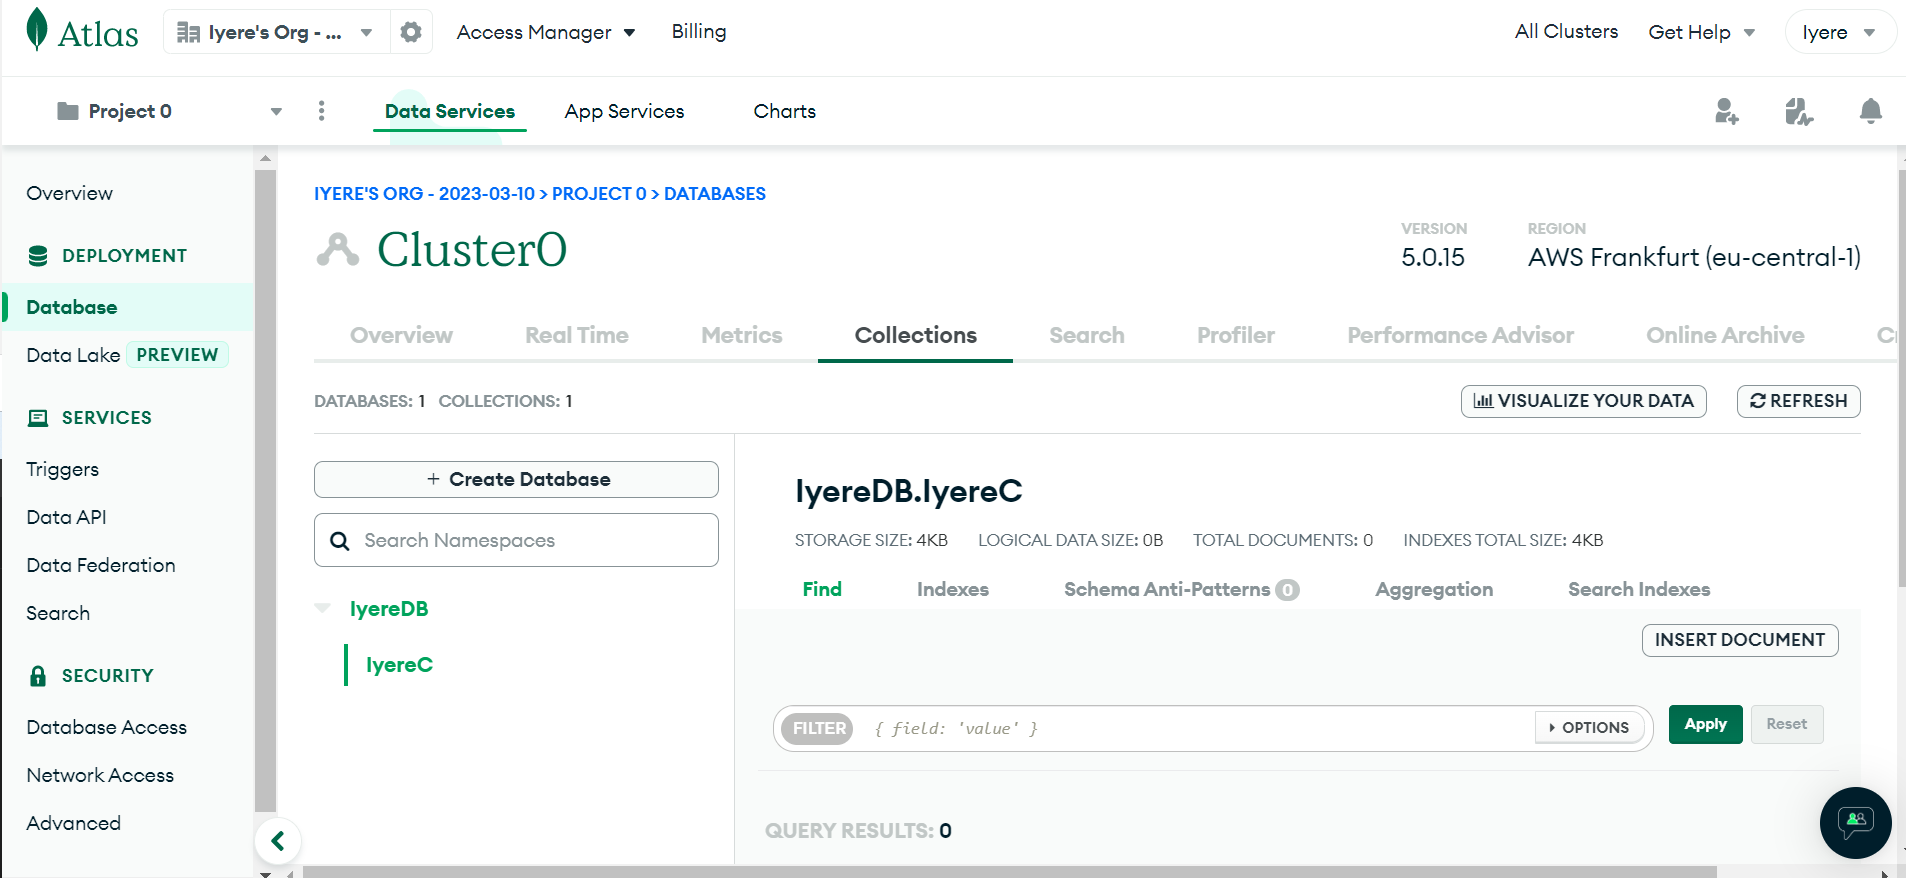 Atlas
Iyere's Org - ...
Access Manager
Billing
All Clusters
Get Help
Iyere
Project 0
Data Services
App Services
Charts
Overview
DEPLOYMENT
Database
Data Lake PREVIEW
SERVICES
Triggers
Data API
Data Federation
Search
SECURITY
Database Access
Network Access
Advanced
IYERE'S ORG - 2023-03-10 > PROJECT 0 > DATABASES
Cluster0
VERSION
5.0.15
REGION
AWS Frankfurt (eu-central-1)
Overview
Real Time
Metrics
Collections
Search
Profiler
Performance Advisor
Online Archive
DATABASES: 1 COLLECTIONS: 1
VISUALIZE YOUR DATA
REFRESH
+ Create Database
Search Namespaces
IyereDB
IyereC
IyereDB.IyereC
STORAGE SIZE: 4KB LOGICAL DATA SIZE: 0B TOTAL DOCUMENTS: 0 INDEXES TOTAL SIZE: 4KB
Find
Indexes
Schema Anti-Patterns 0
Aggregation
Search Indexes
INSERT DOCUMENT
FILTER { field: 'value' }
OPTIONS
Apply
Reset
QUERY RESULTS: 0